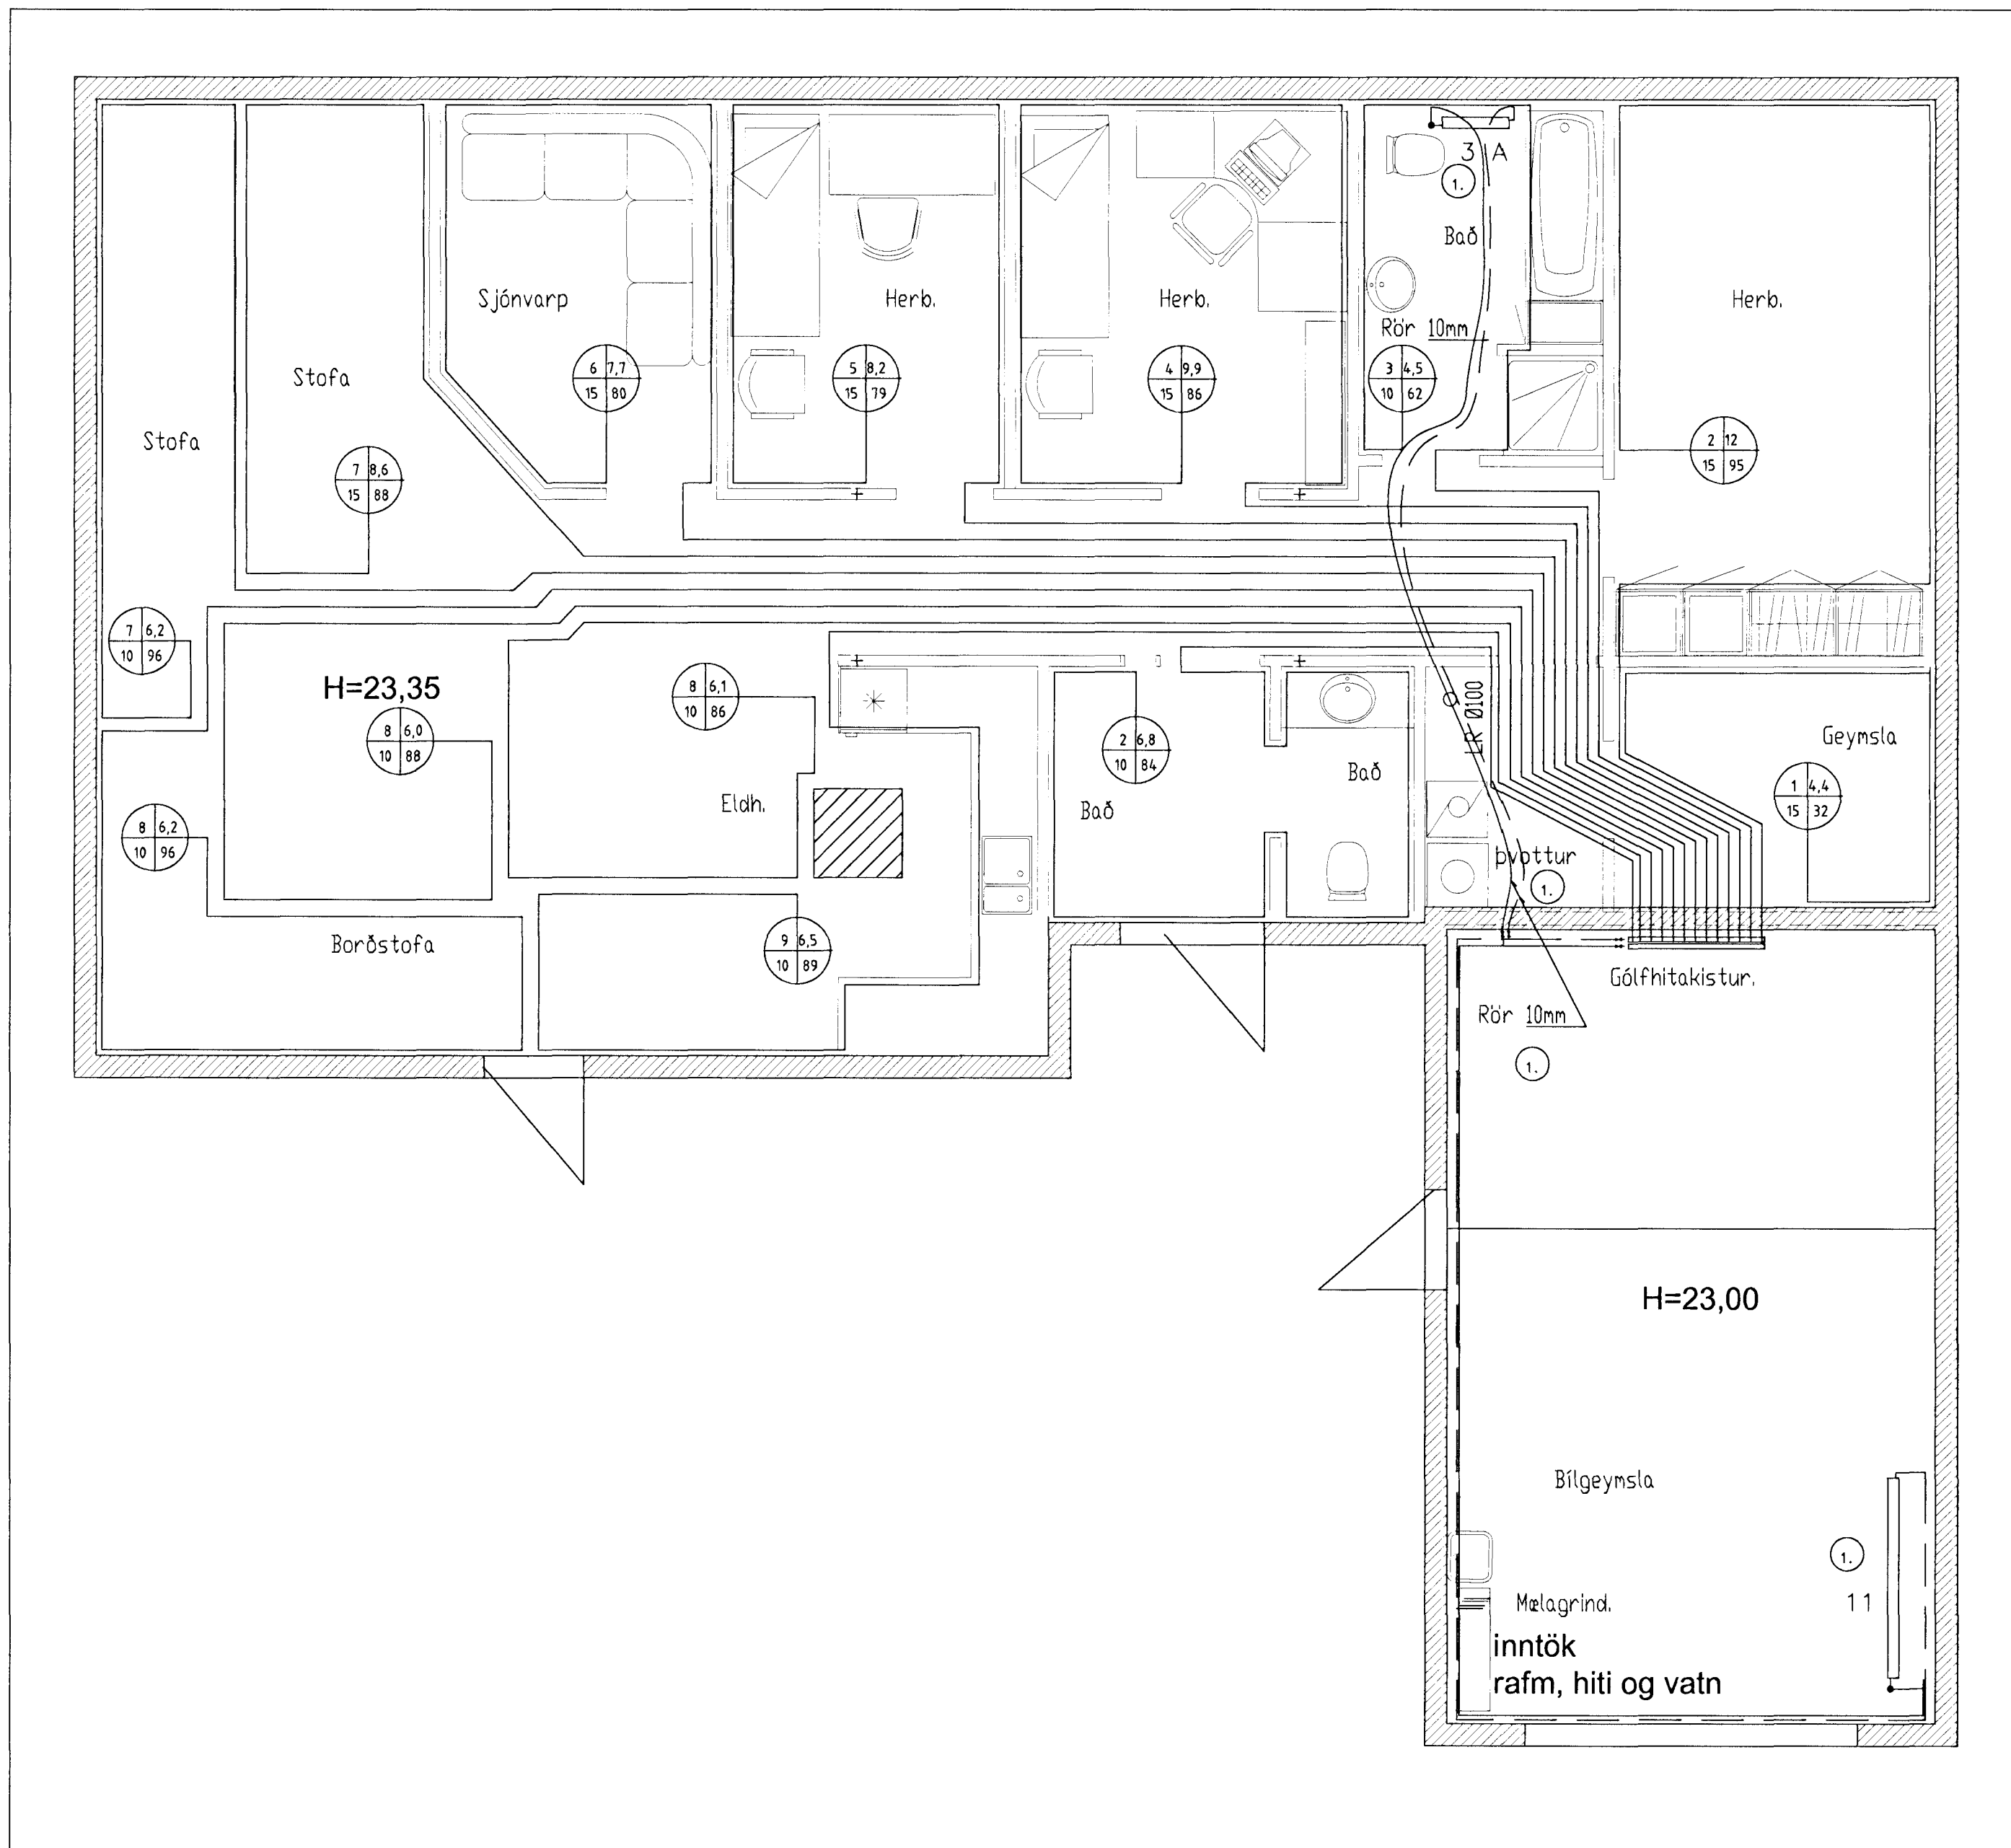 3 A
1.
Bað
Sjónvarp
Herb.
Herb.
Herb.
Rör 10mm
Stofa
6 7,7
15 80
5 8,2
15 79
4 9,9
15 86
3 4,5
10 62
Stofa
2 12
15 95
7 8,6
15 88
7 6,2
10 96
H=23,35
8 6,1
10 86
LR Ø100
8 6,0
10 88
2 6,8
10 84
Geymsla
Bað
Eldh.
Bað
1 4,4
15 32
8 6,2
10 96
Þvottur
1.
Borðstofa
9 6,5
10 89
Gólfhitakistur.
Rör 10mm
1.
H=23,00
Bílgeymsla
1.
Mælagrind.
11
inntök
rafm, hiti og vatn